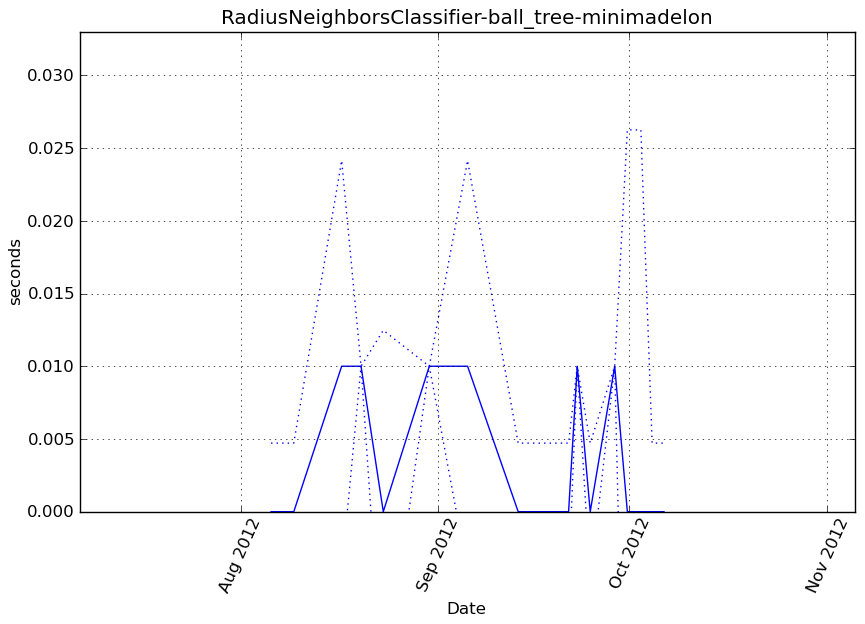 RadiusNeighborsClassifier-ball_tree-minimadelon
0.030
0.025
0.020
0.015
0.010
0.005
0.000
seconds
Aug 2012
Sep 2012
Oct 2012
Nov 2012
Date